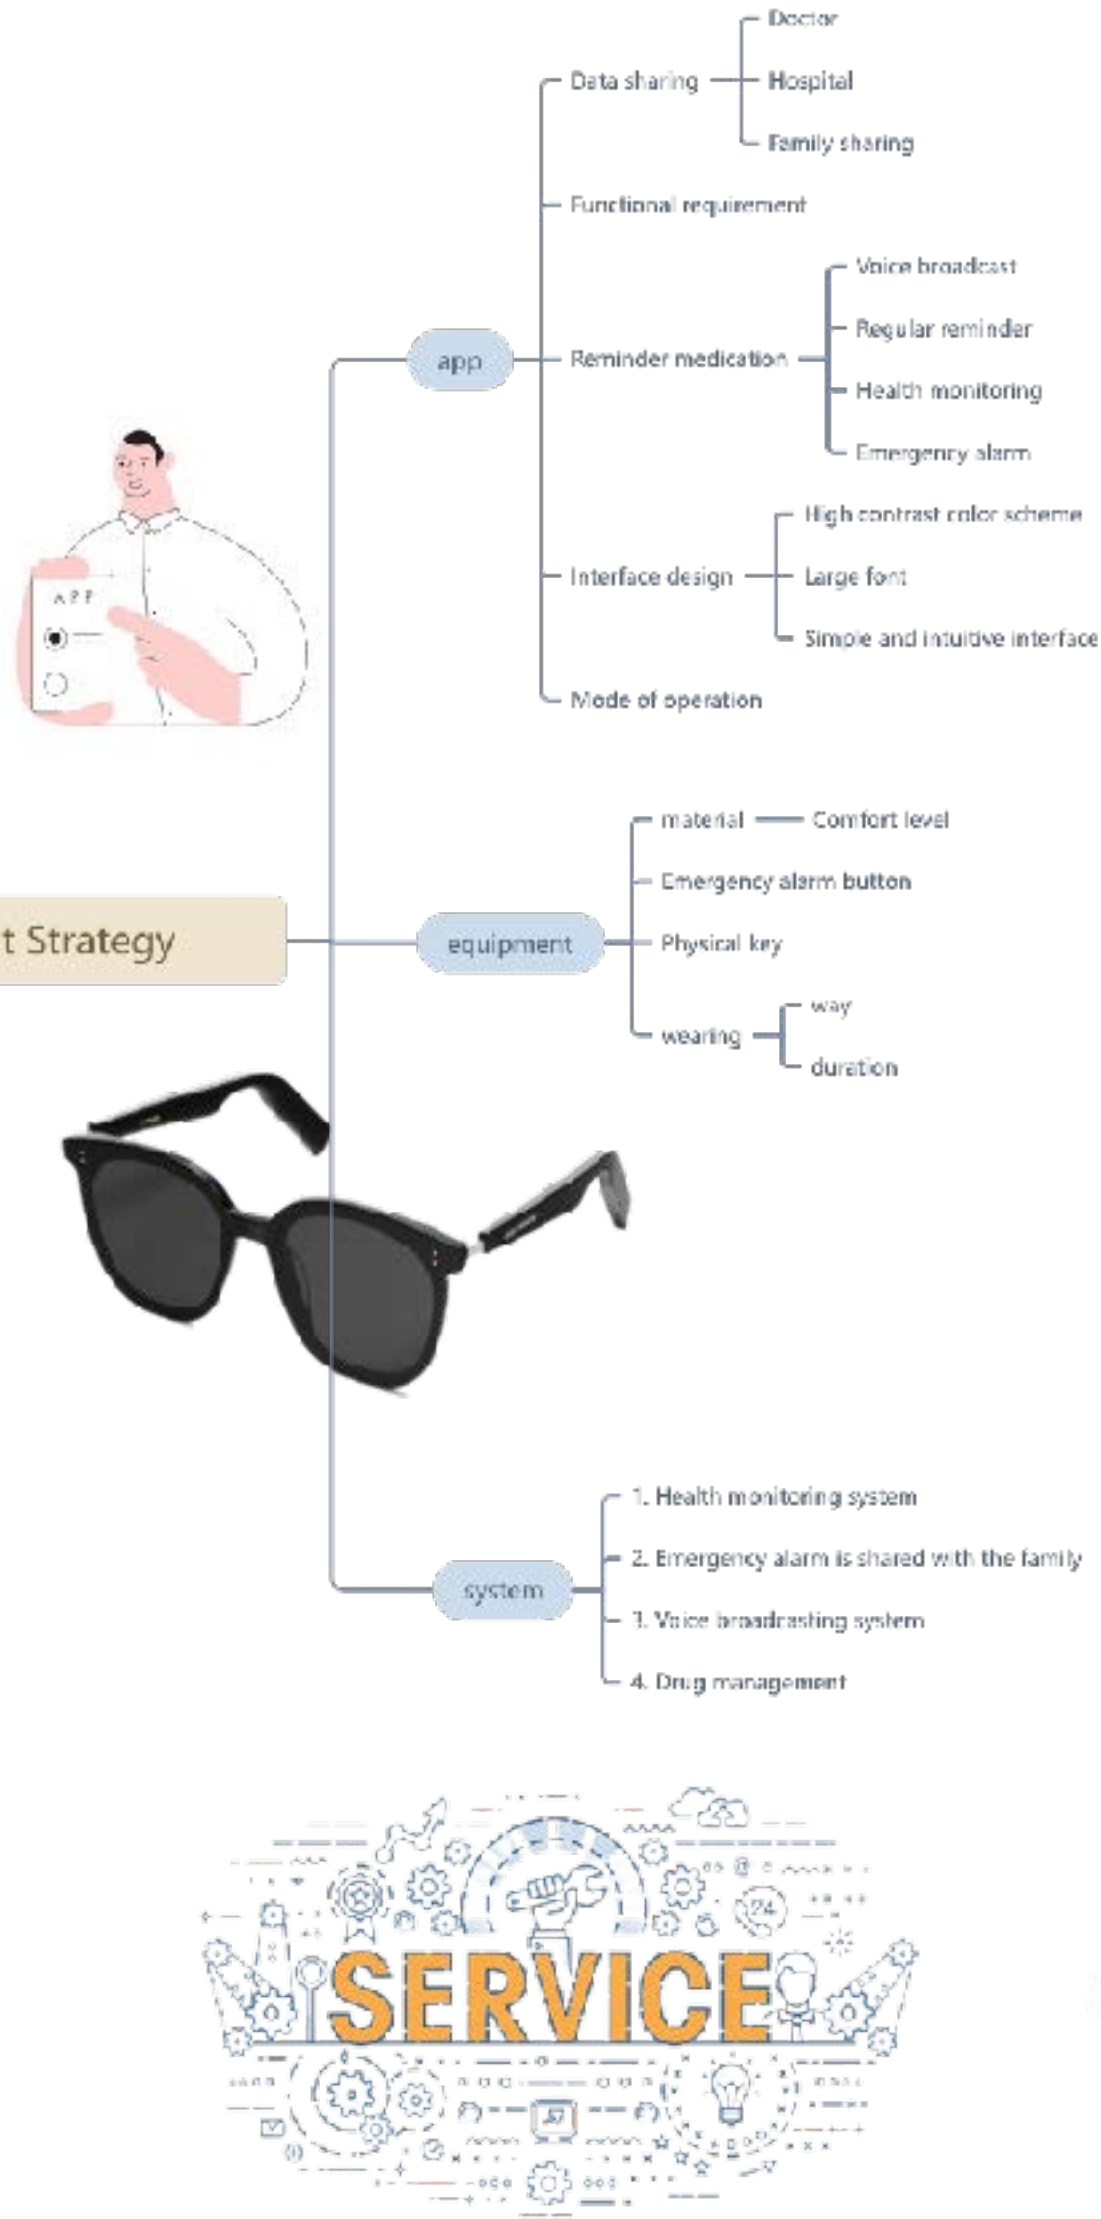 Doctor
Data sharing
Hospital
Family sharing
Functional requirement
Voice broadcast
Regular reminder
app
Reminder medication
Health monitoring
Emergency alarm
High contrast color scheme
Interface design
Large font
Simple and intuitive interface
Mode of operation
APP
material
Comfort level
Emergency alarm button
t Strategy
equipment
Physical key
way
wearing
duration
1. Health monitoring system
2. Emergency alarm is shared with the family
system
3. Voice broadcasting system
4. Drug management
24
SERVICE